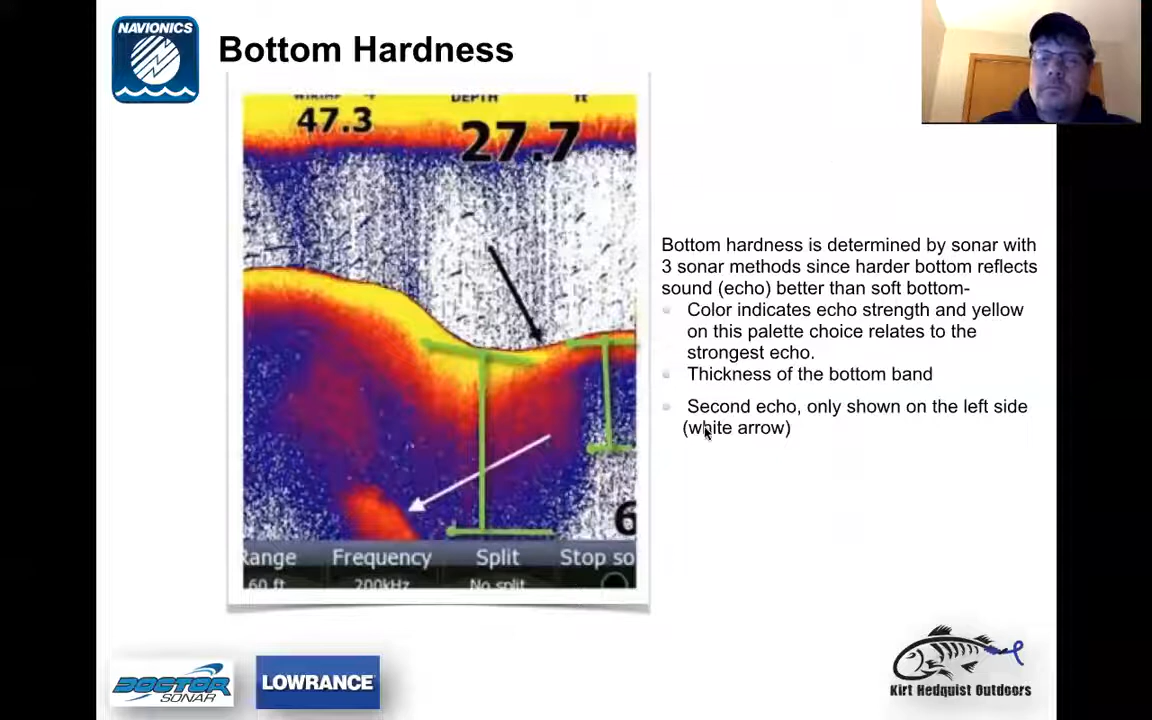 NAVIONICS
Bottom Hardness
DEPTH ft
47.3
27.7
Bottom hardness is determined by sonar with
3 sonar methods since harder bottom reflects
sound (echo) better than soft bottom-
Color indicates echo strength and yellow
on this palette choice relates to the
strongest echo.
Thickness of the bottom band
Second echo, only shown on the left side
(white arrow)
6
Range Frequency Split Stop so
60 ft 200kHz No split
DOCTOR
SONAR
LOWRANCE
Kirt Hedquist Outdoors